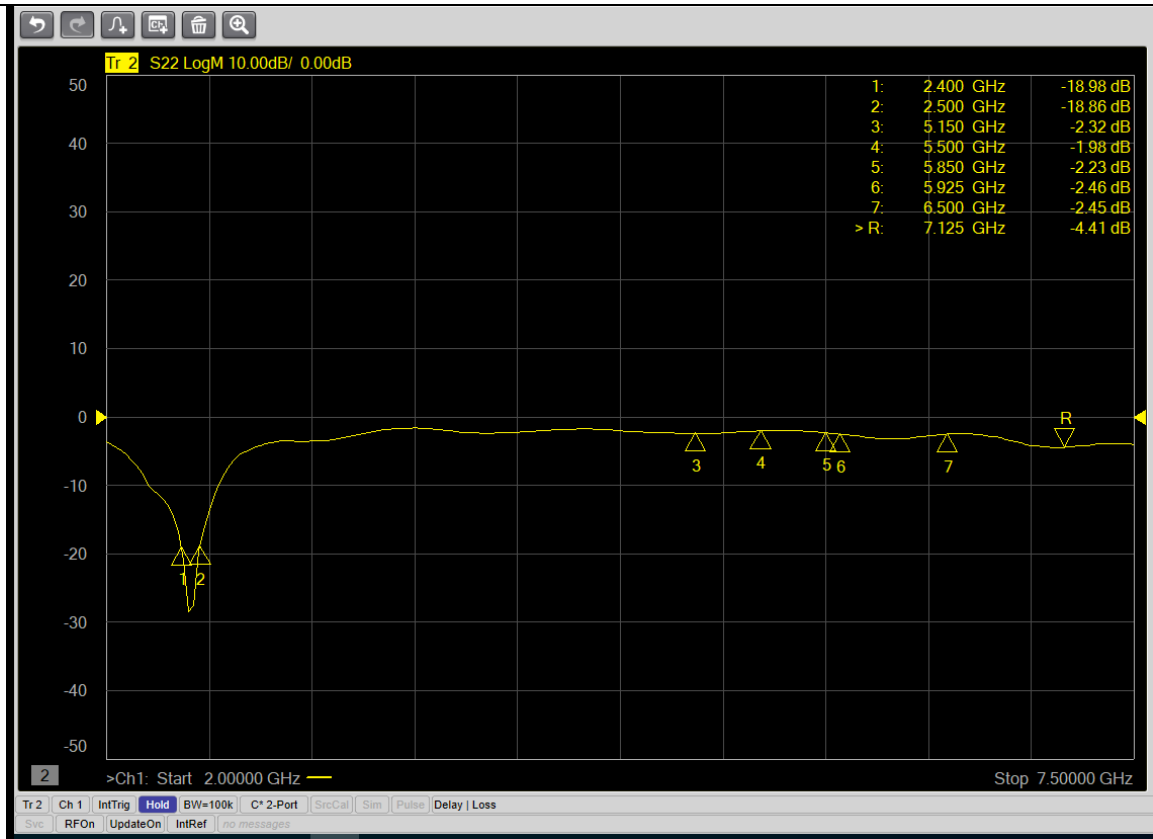 Tr 2 S22 LogM 10.00dB/ 0.00dB
50
40
30
20
10
0
-10
-20
-30
-40
-50
1: 2.400 GHz -18.98 dB
2: 2.500 GHz -18.86 dB
3: 5.150 GHz -2.32 dB
4: 5.500 GHz -1.98 dB
5: 5.850 GHz -2.23 dB
6: 5.925 GHz -2.46 dB
7: 6.500 GHz -2.45 dB
> R: 7.125 GHz -4.41 dB
R
1 2 3 4 5 6 7
2 >Ch1: Start 2.00000 GHz Stop 7.50000 GHz
Tr 2 Ch 1 IntTrig Hold BW=100k C* 2-Port SrcCal Sim Pulse Delay | Loss
Svc RFOn UpdateOn IntRef no messages